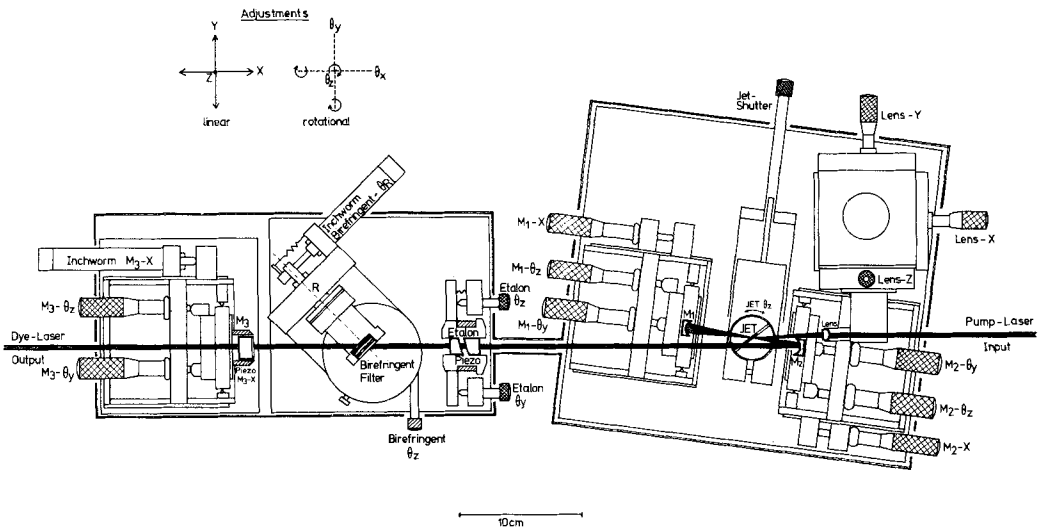 Adjustments
Y
X
Z
linear
θy
θx
θz
rotational
Jet-
Shutter
Lens-Y
Lens-X
Lens-Z
M1-X
M1-θz
M1-θy
M1
JET θz
JET
M2
Lens
Pump-Laser
Input
M2-θy
M2-θz
M2-X
Inchworm
Birefringent-θR
R
Inchworm M3-X
M3-θz
M3
Dye-Laser
Output
M3-θy
Piezo
M3-X
Birefringent
Filter
Etalon
θz
Etalon
Piezo
Etalon
θy
Birefringent
θz
10cm